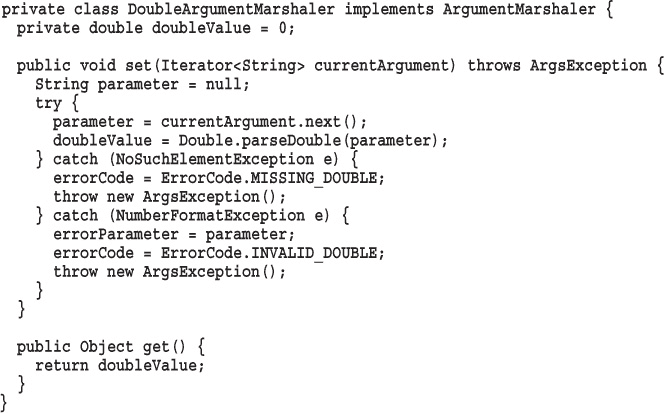 private class DoubleArgumentMarshaler implements ArgumentMarshaler {
  private double doubleValue = 0;

  public void set(Iterator<String> currentArgument) throws ArgsException {
    String parameter = null;
    try {
      parameter = currentArgument.next();
      doubleValue = Double.parseDouble(parameter);
    } catch (NoSuchElementException e) {
      errorCode = ErrorCode.MISSING_DOUBLE;
      throw new ArgsException();
    } catch (NumberFormatException e) {
      errorParameter = parameter;
      errorCode = ErrorCode.INVALID_DOUBLE;
      throw new ArgsException();
    }
  }

  public Object get() {
    return doubleValue;
  }
}